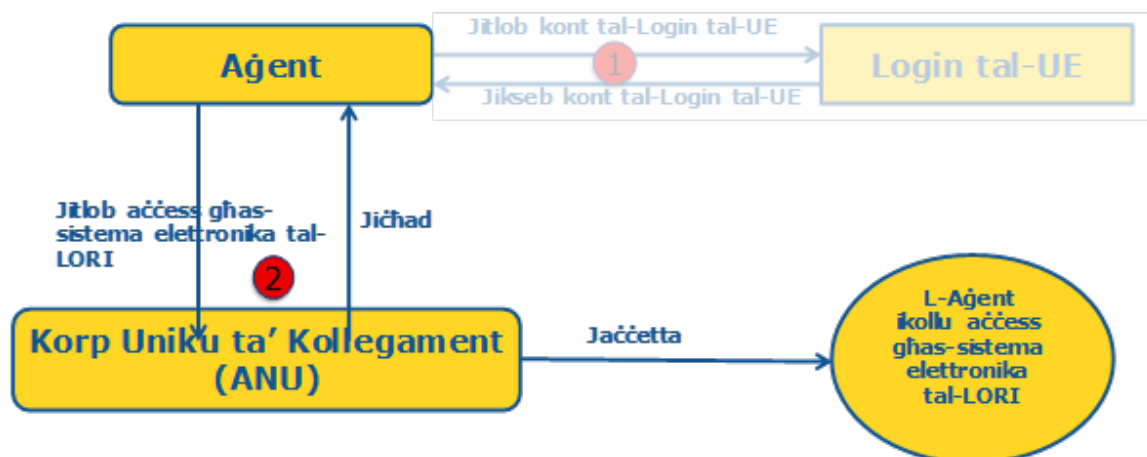 Jitlob kont tal-Login tal-UE
Aġent
1
Login tal-UE
Jikseb kont tal-Login tal-UE
Jitlob aċċess għas-
sistema elettronika tal-
LORI
Jiċħad
2
Korp Uniku ta’ Kollegament
(ANU)
Jaċċetta
L-Aġent
ikollu aċċess
għas-sistema
elettronika
tal-LORI